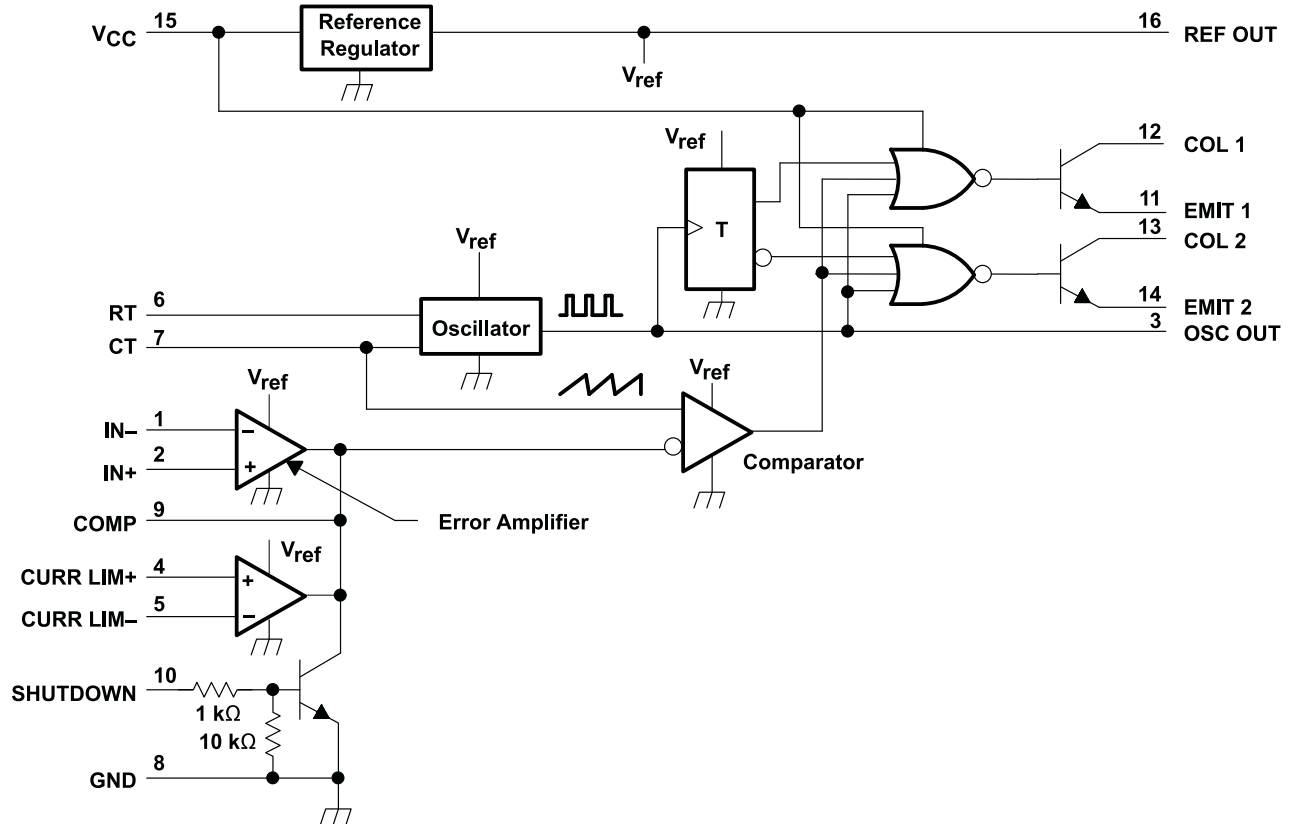 VCC 15
Reference
Regulator
16 REF OUT
Vref
Vref
12 COL 1
11 EMIT 1
13 COL 2
T
14 EMIT 2
3 OSC OUT
Vref
RT 6
CT 7
Oscillator
Vref
Vref
IN– 1
IN+ 2
–
+
Comparator
COMP 9
Error Amplifier
Vref
CURR LIM+ 4
CURR LIM– 5
+
–
SHUTDOWN 10
1 kΩ
10 kΩ
GND 8